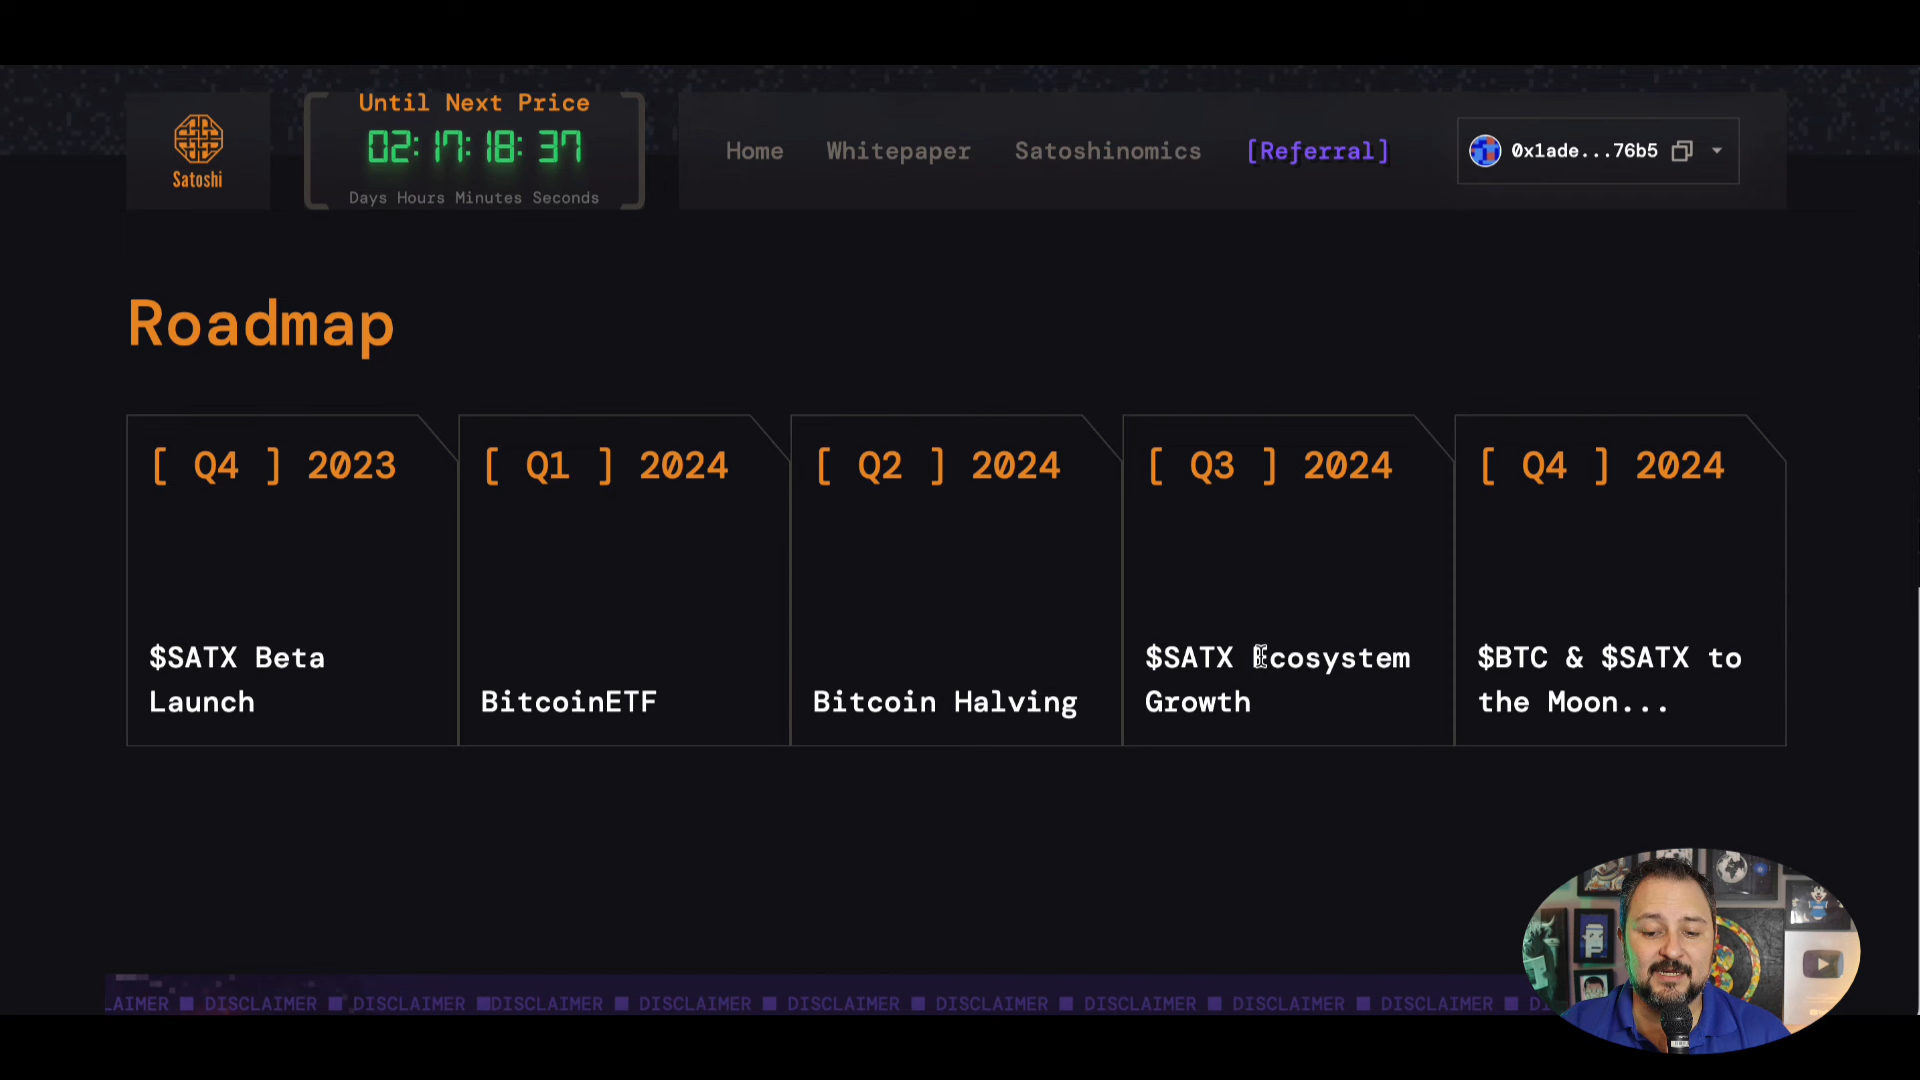 Satoshi
Until Next Price
02:17:18:37
Days Hours Minutes Seconds
Home
Whitepaper
Satoshinomics
[Referral]
0x1ade...76b5
Roadmap
[ Q4 ] 2023
$SATX Beta
Launch
[ Q1 ] 2024
BitcoinETF
[ Q2 ] 2024
Bitcoin Halving
[ Q3 ] 2024
$SATX Ecosystem
Growth
[ Q4 ] 2024
$BTC & $SATX to
the Moon...
LAIMER ■ DISCLAIMER ■ DISCLAIMER ■DISCLAIMER ■ DISCLAIMER ■ DISCLAIMER ■ DISCLAIMER ■ DISCLAIMER ■ DISCLAIMER ■ DISCLAIMER ■ D